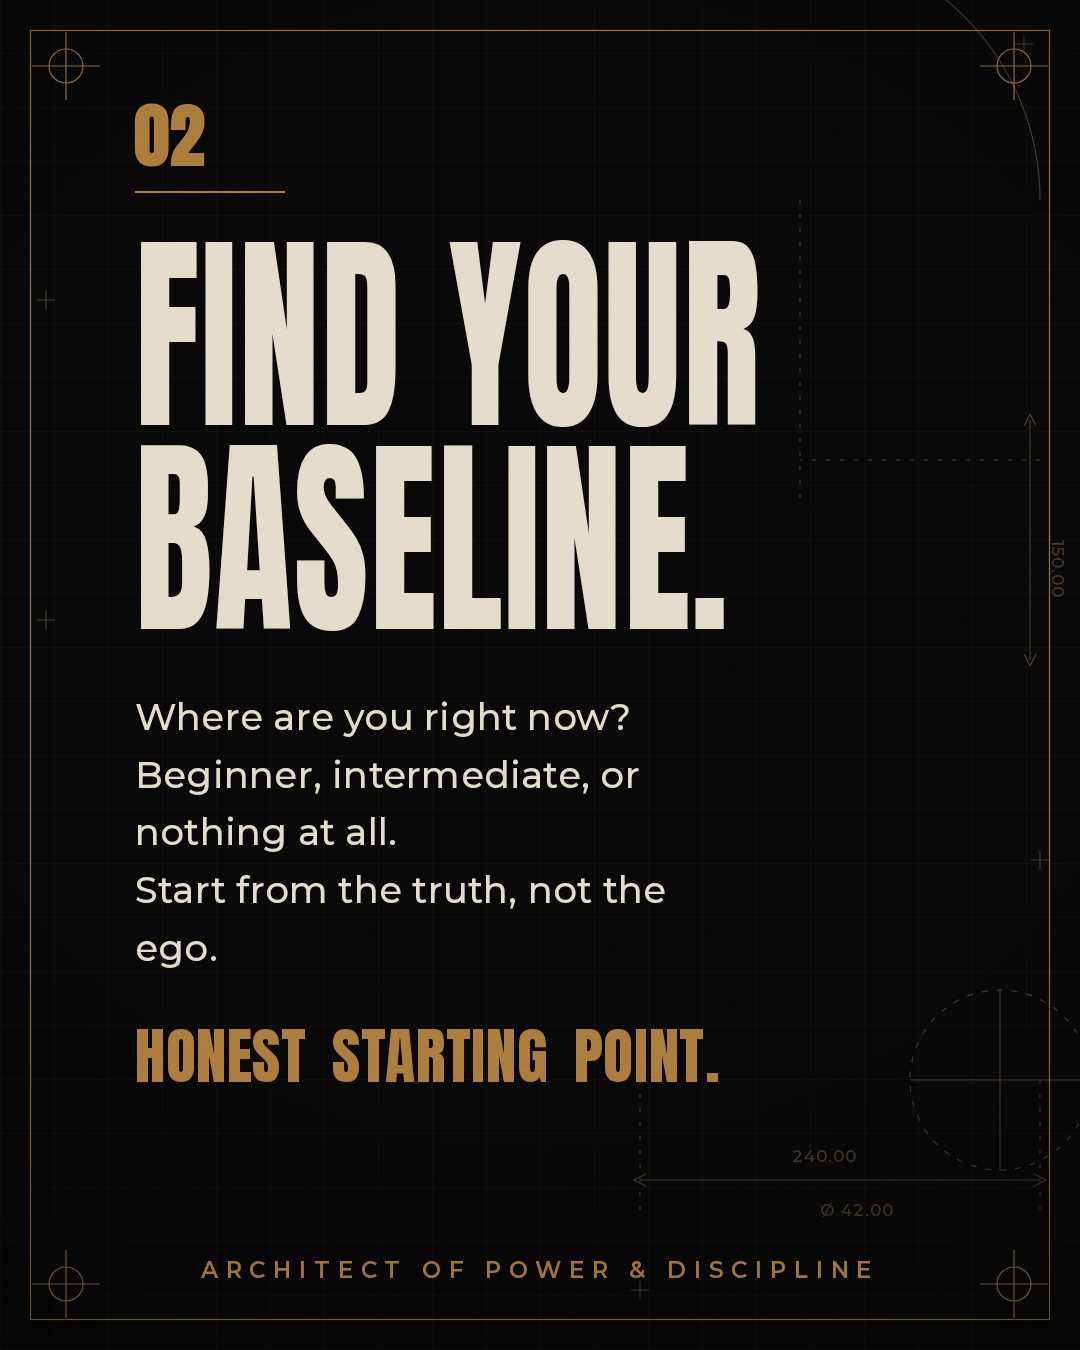 02
FIND YOUR
BASELINE.
150.00
Where are you right now?
Beginner, intermediate, or
nothing at all.
Start from the truth, not the
ego.
HONEST STARTING POINT.
240.00
Ø 42.00
ARCHITECT OF POWER & DISCIPLINE